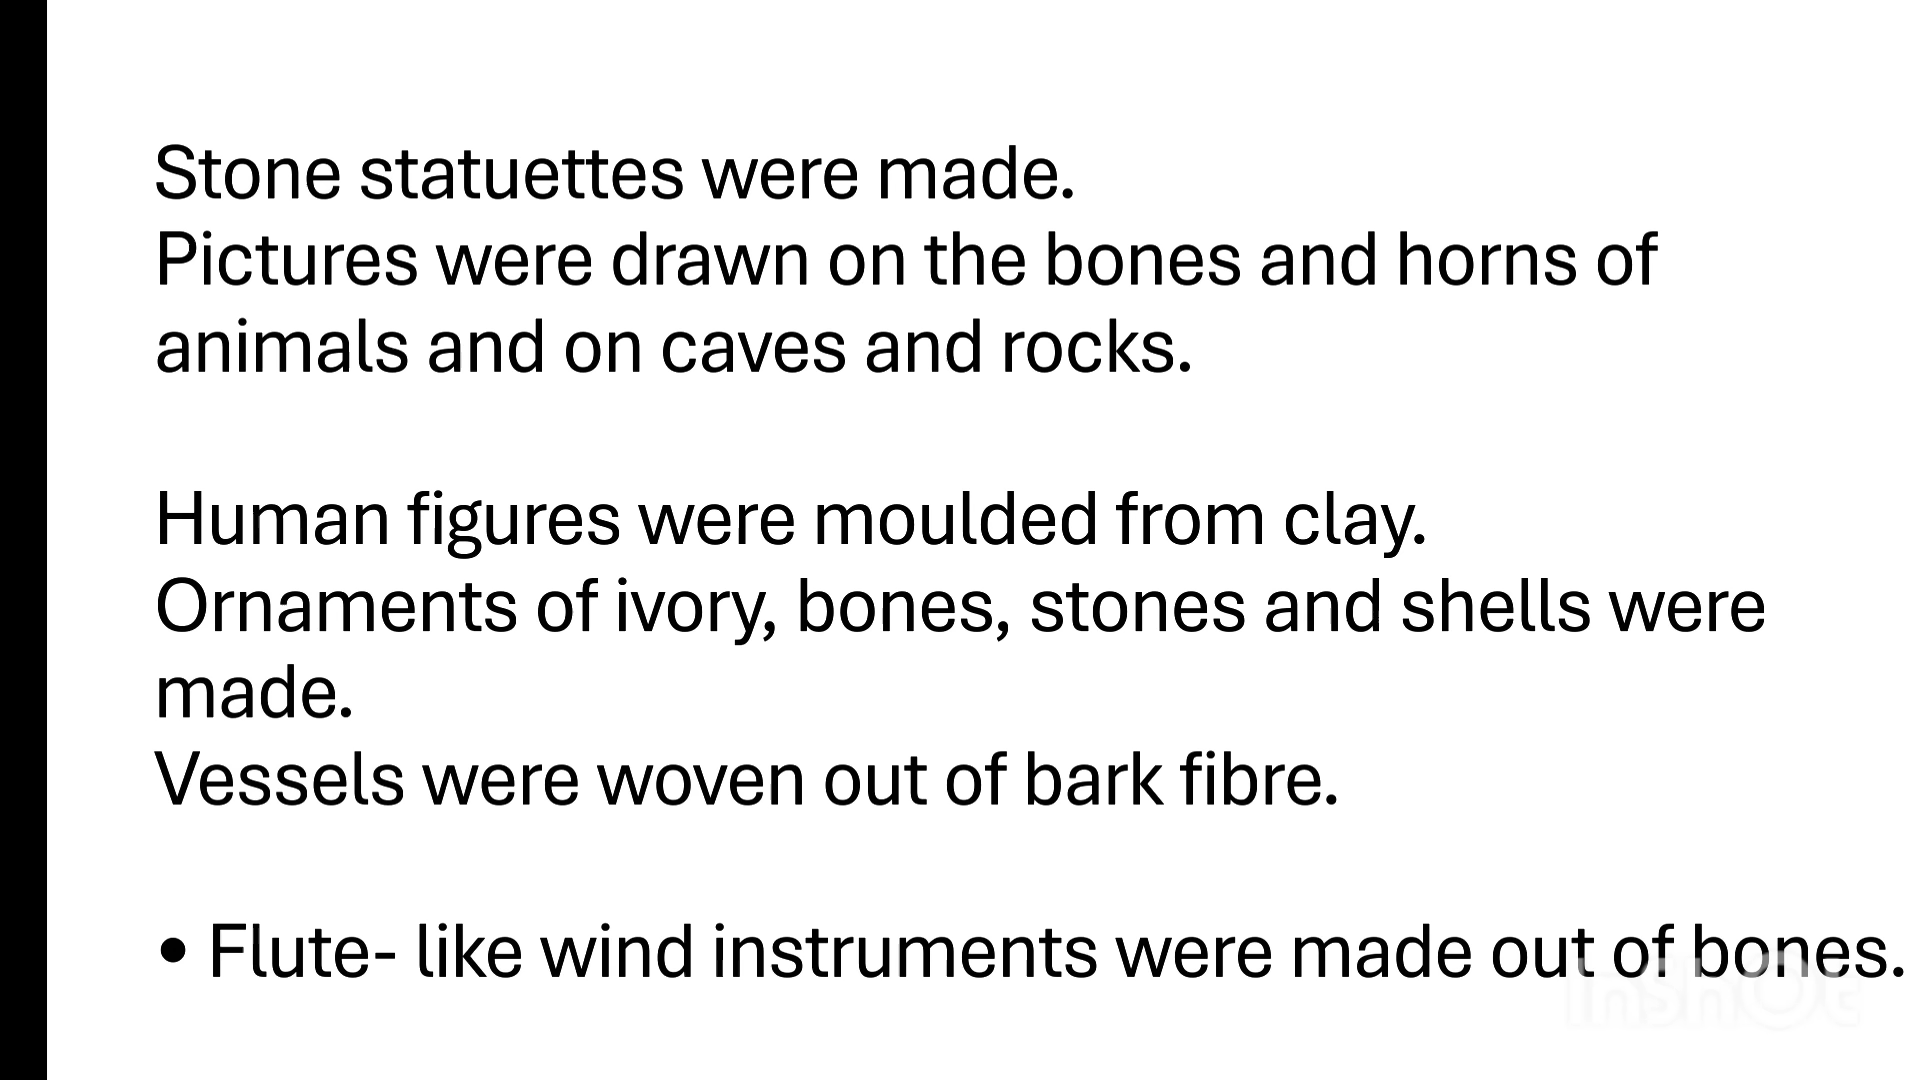 Stone statuettes were made.
Pictures were drawn on the bones and horns of
animals and on caves and rocks.
Human figures were moulded from clay.
Ornaments of ivory, bones, stones and shells were
made.
Vessels were woven out of bark fibre.
• Flute- like wind instruments were made out of bones.
InShOt